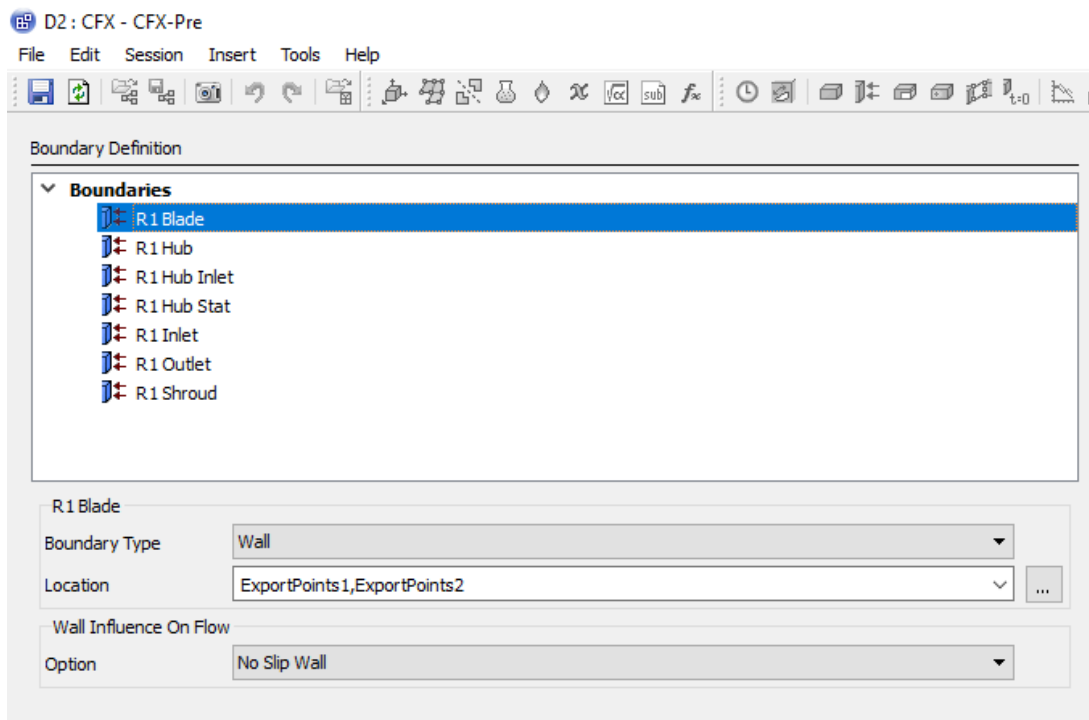 D2 : CFX - CFX-Pre
File Edit Session Insert Tools Help
√α sub f∞ t=0
Boundary Definition
Boundaries
R1 Blade
R1 Hub
R1 Hub Inlet
R1 Hub Stat
R1 Inlet
R1 Outlet
R1 Shroud
R1 Blade
Boundary Type Wall
Location ExportPoints1,ExportPoints2 ...
Wall Influence On Flow
Option No Slip Wall